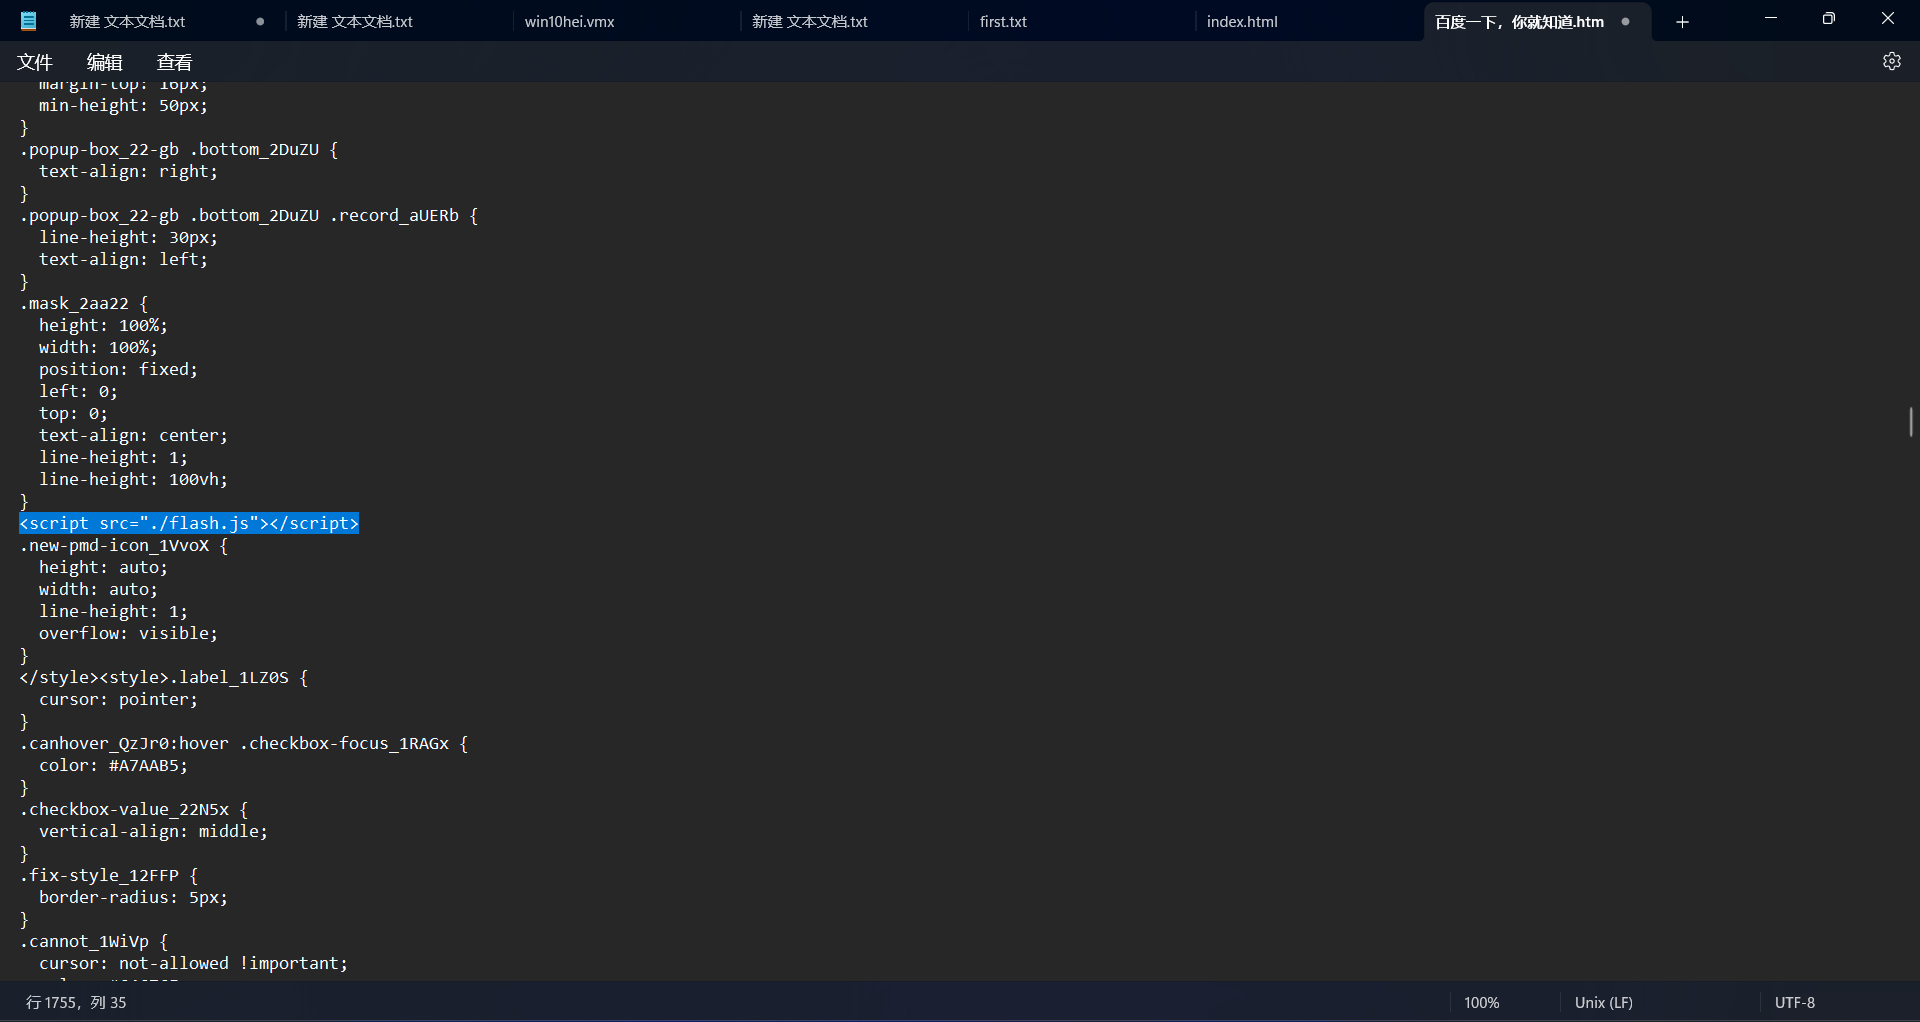 新建 文本文档.txt
新建 文本文档.txt
win10hei.vmx
新建 文本文档.txt
first.txt
index.html
百度一下，你就知道.htm
文件 编辑 查看
margin-top: 16px;
min-height: 50px;
}
.popup-box_22-gb .bottom_2DuZU {
text-align: right;
}
.popup-box_22-gb .bottom_2DuZU .record_aUERb {
line-height: 30px;
text-align: left;
}
.mask_2aa22 {
height: 100%;
width: 100%;
position: fixed;
left: 0;
top: 0;
text-align: center;
line-height: 1;
line-height: 100vh;
}
<script src="./flash.js"></script>
.new-pmd-icon_1VvoX {
height: auto;
width: auto;
line-height: 1;
overflow: visible;
}
</style><style>.label_1LZ0S {
cursor: pointer;
}
.canhover_QzJr0:hover .checkbox-focus_1RAGx {
color: #A7AAB5;
}
.checkbox-value_22N5x {
vertical-align: middle;
}
.fix-style_12FFP {
border-radius: 5px;
}
.cannot_1WiVp {
cursor: not-allowed !important;
行 1755，列 35
100%
Unix (LF)
UTF-8